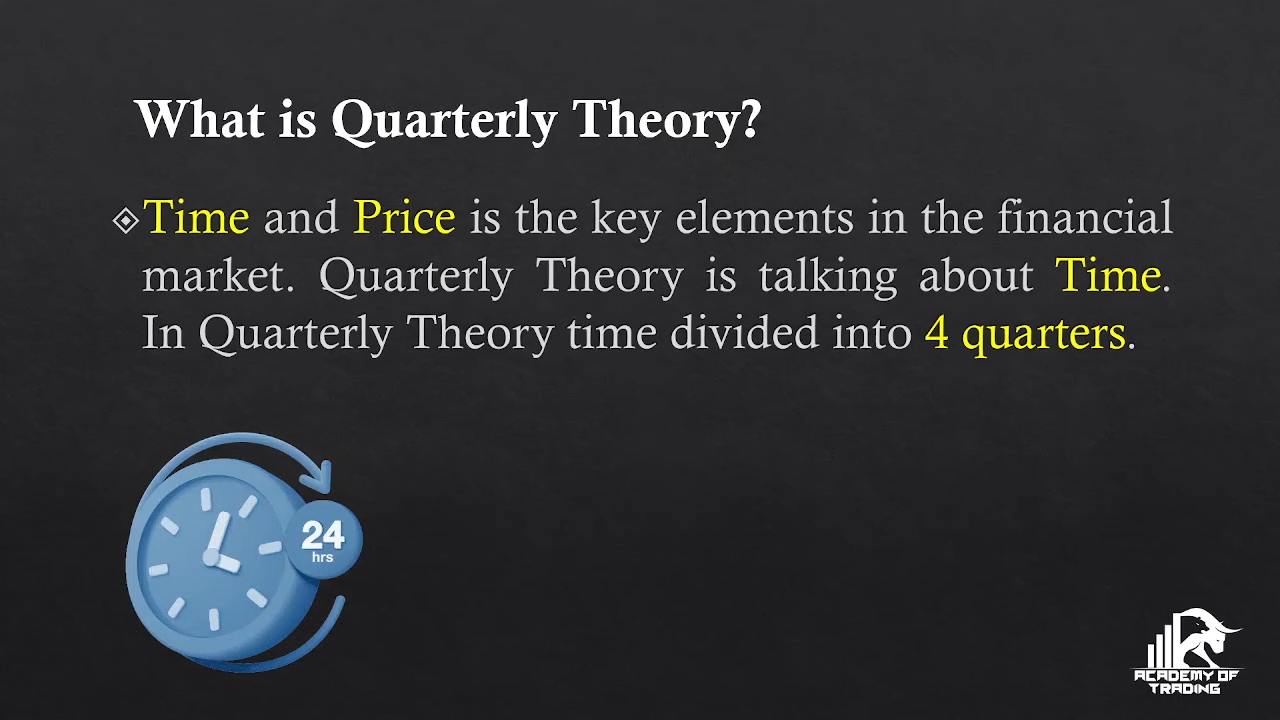 What is Quarterly Theory?
Time and Price is the key elements in the financial
market. Quarterly Theory is talking about Time.
In Quarterly Theory time divided into 4 quarters.
24
hrs
ACADEMY OF
TRADING